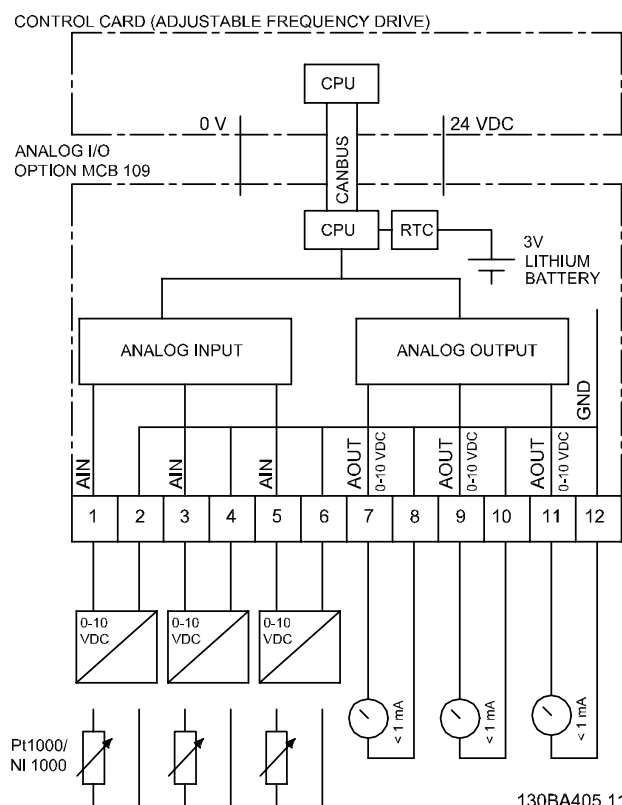 CONTROL CARD (ADJUSTABLE FREQUENCY DRIVE)
CPU
0 V
24 VDC
ANALOG I/O
OPTION MCB 109
CANBUS
CPU
RTC
3V
LITHIUM
BATTERY
ANALOG INPUT
ANALOG OUTPUT
GND
AIN
AIN
AIN
AOUT
0-10 VDC
AOUT
0-10 VDC
AOUT
0-10 VDC
1 2 3 4 5 6 7 8 9 10 11 12
0-10
VDC
0-10
VDC
0-10
VDC
< 1 mA
< 1 mA
< 1 mA
Pt1000/
NI 1000
130BA405.11